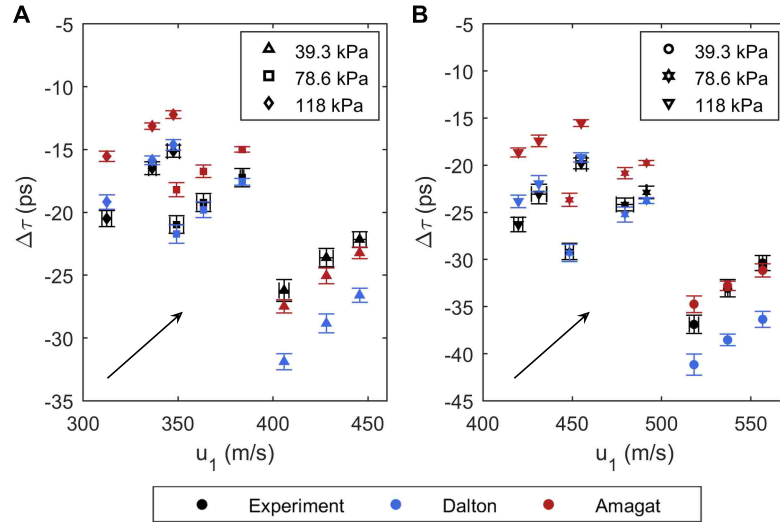 A
B
-5
-10
-15
-20
-25
-30
-35
Δτ (ps)
300 350 400 450
u1 (m/s)
39.3 kPa
78.6 kPa
118 kPa
-5
-10
-15
-20
-25
-30
-35
-40
-45
Δτ (ps)
400 450 500 550
u1 (m/s)
39.3 kPa
78.6 kPa
118 kPa
Experiment Dalton Amagat